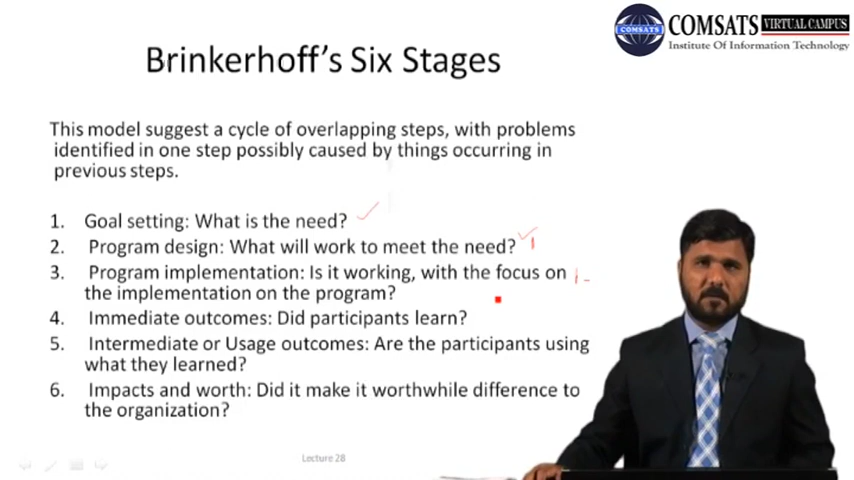 COMSATS VIRTUAL CAMPUS
COMSATS
Institute Of Information Technology
Brinkerhoff's Six Stages
This model suggest a cycle of overlapping steps, with problems
identified in one step possibly caused by things occurring in
previous steps.
1. Goal setting: What is the need?
2. Program design: What will work to meet the need?
3. Program implementation: Is it working, with the focus on
the implementation on the program?
4. Immediate outcomes: Did participants learn?
5. Intermediate or Usage outcomes: Are the participants using
what they learned?
6. Impacts and worth: Did it make it worthwhile difference to
the organization?
Lecture 28